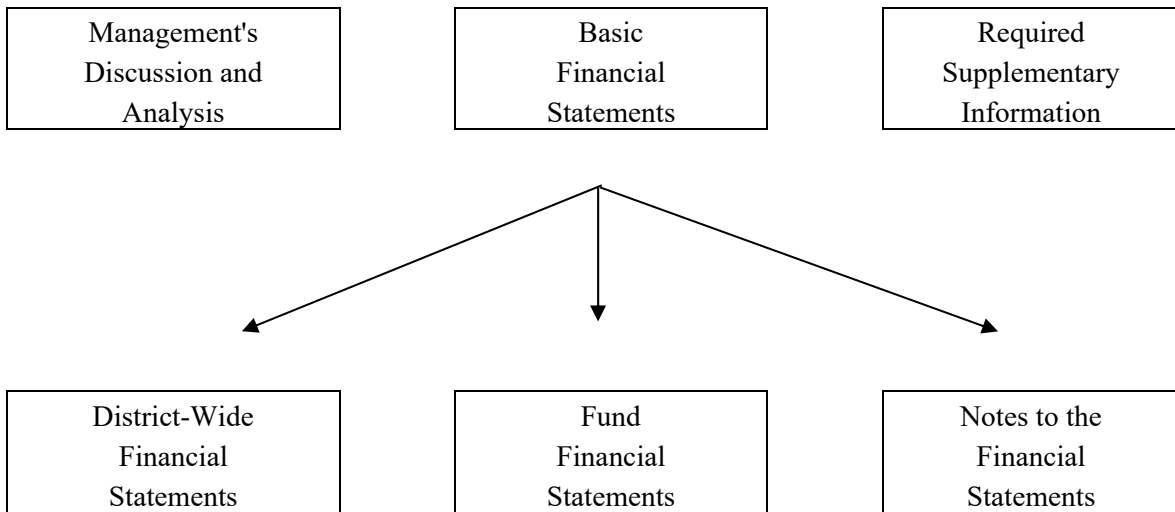 Management's
Discussion and
Analysis
Basic
Financial
Statements
Required
Supplementary
Information
District-Wide
Financial
Statements
Fund
Financial
Statements
Notes to the
Financial
Statements